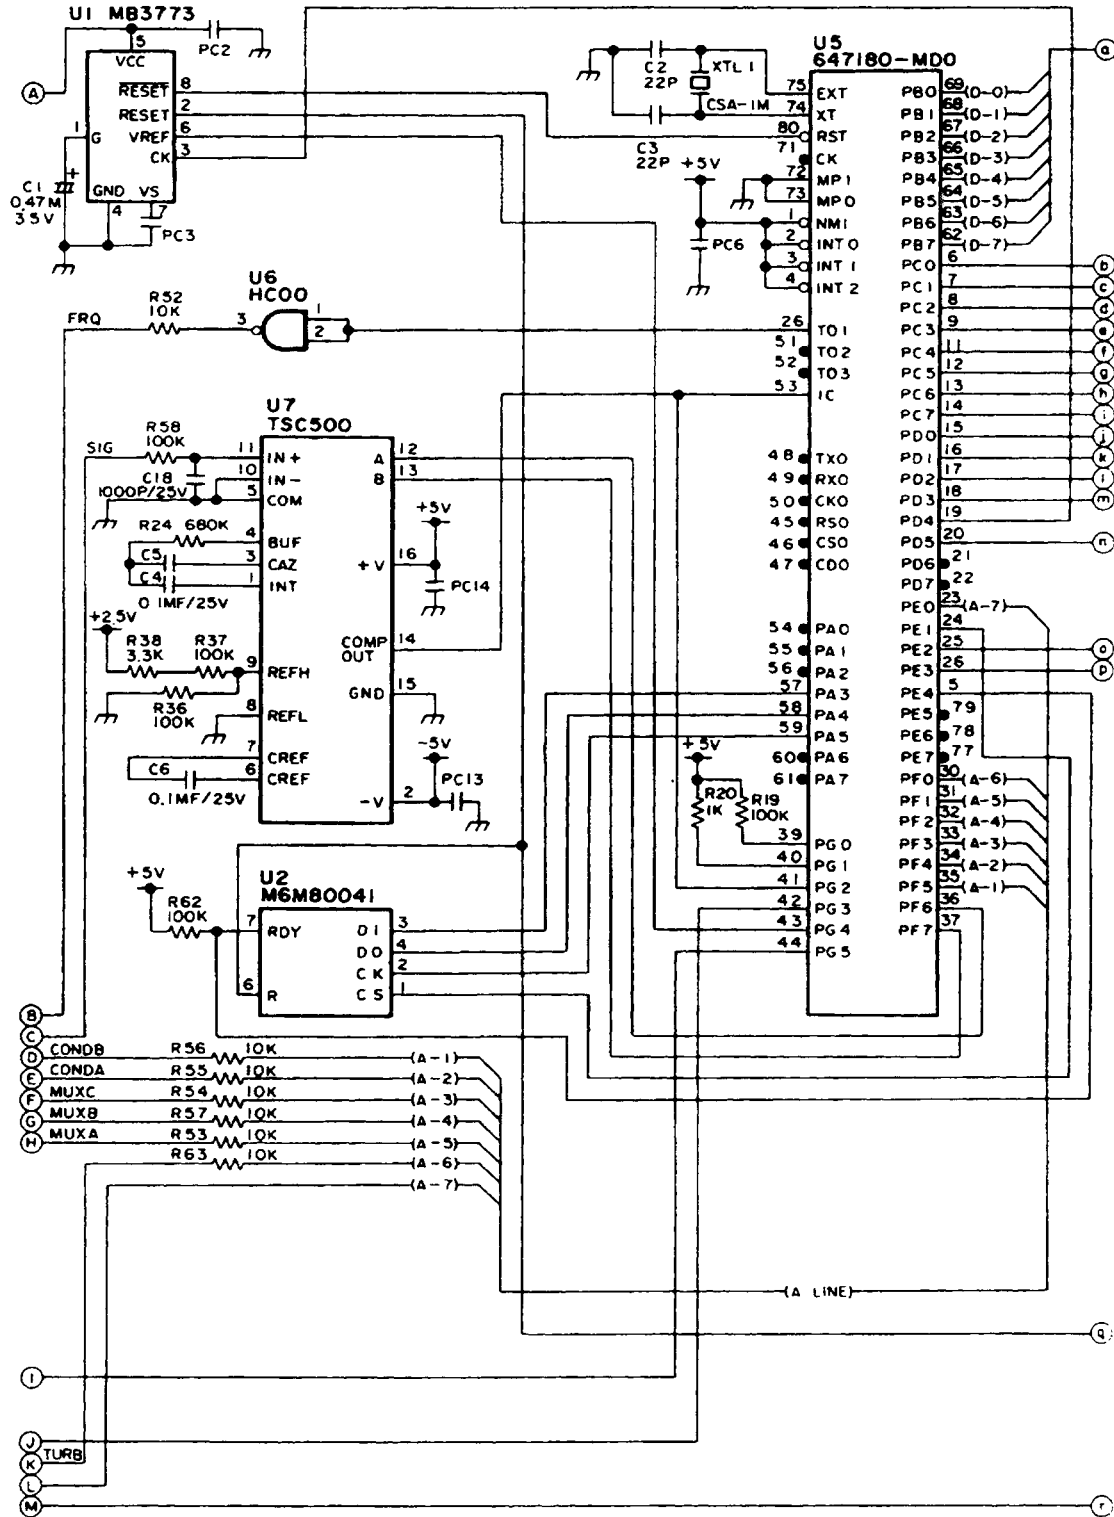 U1 MB3773
5
VCC
PC2
A
RESET 8
RESET 2
VREF 6
CK 3
1
G
GND VS
4 7
C1
0.47M
3.5V
+
PC3
C2
22P
XTL1
CSA-1M
C3
22P
+5V
PC6
U5
647180-MD0
75 EXT
74 XT
80 RST
71 CK
72 MP1
73 MP0
1 NMI
2 INT0
3 INT1
4 INT2
26 TO1
51 TO2
52 TO3
53 IC
48 TX0
49 RX0
50 CK0
45 RS0
46 CS0
47 CD0
54 PA0
55 PA1
56 PA2
57 PA3
58 PA4
59 PA5
60 PA6
61 PA7
39 PG0
40 PG1
41 PG2
42 PG3
43 PG4
44 PG5
PB0 69 (D-0)
PB1 68 (D-1)
PB2 67 (D-2)
PB3 66 (D-3)
PB4 65 (D-4)
PB5 64 (D-5)
PB6 63 (D-6)
PB7 62 (D-7)
PC0 6
PC1 7
PC2 8
PC3 9
PC4 11
PC5 12
PC6 13
PC7 14
PD0 15
PD1 16
PD2 17
PD3 18
PD4 19
PD5 20
PD6 21
PD7 22
PE0 23 (A-7)
PE1 24
PE2 25
PE3 26
PE4 5
PE5 79
PE6 78
PE7 77
PF0 30 (A-6)
PF1 31 (A-5)
PF2 32 (A-4)
PF3 33 (A-3)
PF4 34 (A-2)
PF5 35 (A-1)
PF6 36
PF7 37
a
b
c
d
e
f
g
h
i
j
k
l
m
n
o
p
+5V
R20
1K
R19
100K
U6
HC00
R52
10K
FRQ
3
1
2
U7
TSC500
R58
100K
SIG
C18
1000P/25V
11 IN+
10 IN-
5 COM
R24 680K
4 BUF
C5
3 CAZ
C4
1 INT
0.1MF/25V
+2.5V
R38
3.3K
R37
100K
9 REFH
R36
100K
8 REFL
7 CREF
C6
6 CREF
0.1MF/25V
A 12
B 13
+5V
+V 16
PC14
COMP
OUT 14
GND 15
-5V
PC13
-V 2
+5V
R62
100K
U2
M6M80041
7 RDY
6 R
DI 3
DO 4
CK 2
CS 1
B
C
D CONDB R56 10K (A-1)
E CONDA R55 10K (A-2)
F MUXC R54 10K (A-3)
G MUXB R57 10K (A-4)
H MUXA R53 10K (A-5)
R63 10K (A-6)
(A-7)
(A LINE)
q
I
J
K TURB
L
M
r